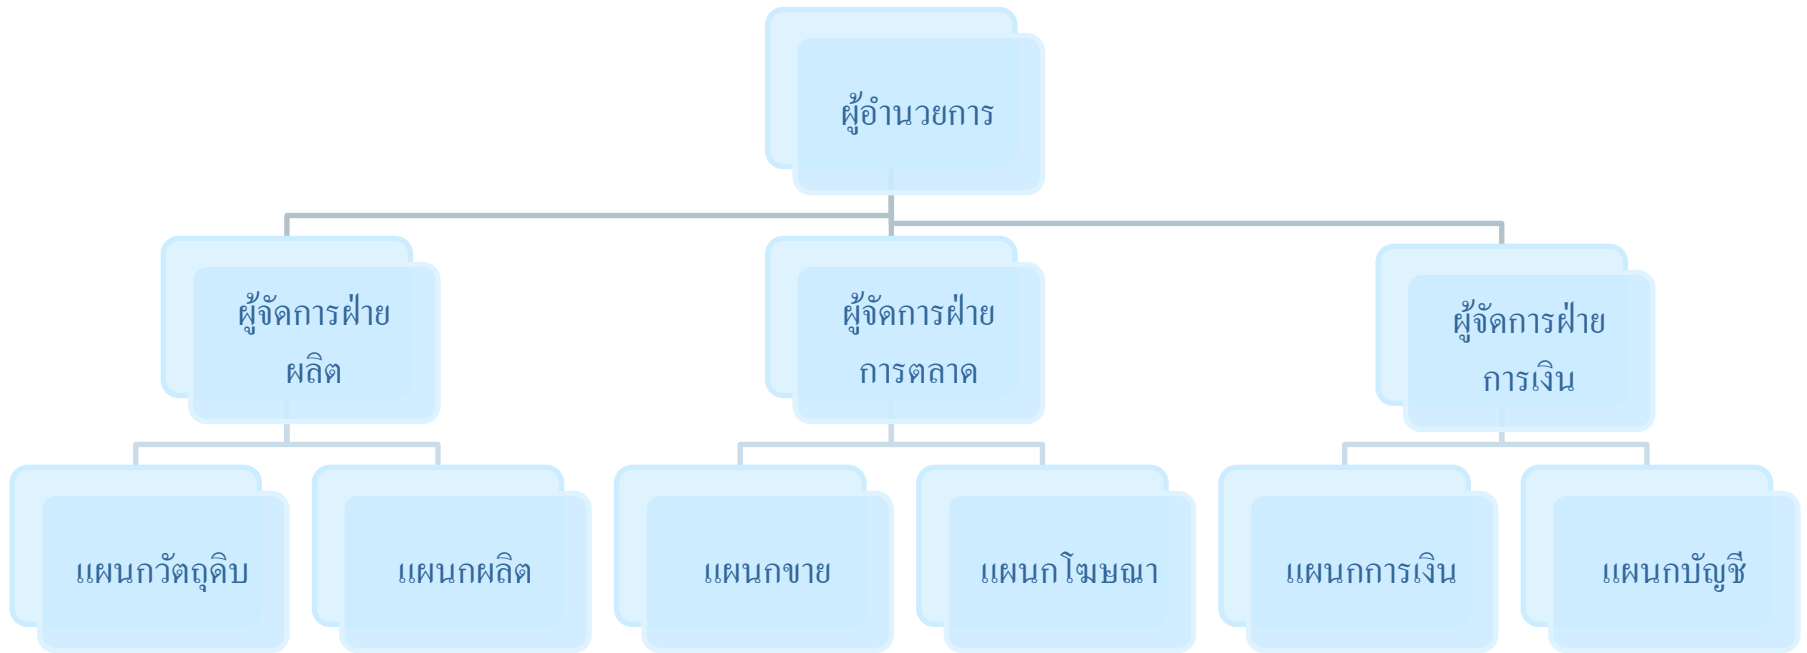 ผู้อำนวยการ
ผู้จัดการฝ่าย
ผลิต
ผู้จัดการฝ่าย
การตลาด
ผู้จัดการฝ่าย
การเงิน
แผนกวัตถุดิบ
แผนกผลิต
แผนกขาย
แผนกโฆษณา
แผนกการเงิน
แผนกบัญชี